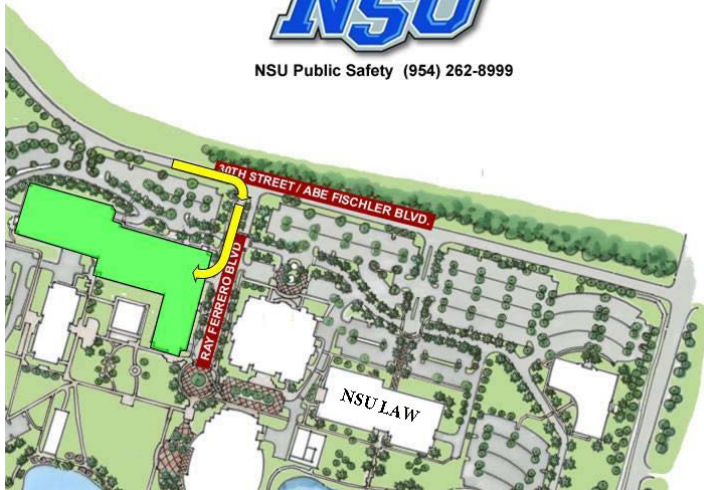 NSU
NSU Public Safety (954) 262-8999
30TH STREET / ABE FISCHLER BLVD.
RAY FERRERO BLVD
NSU LAW